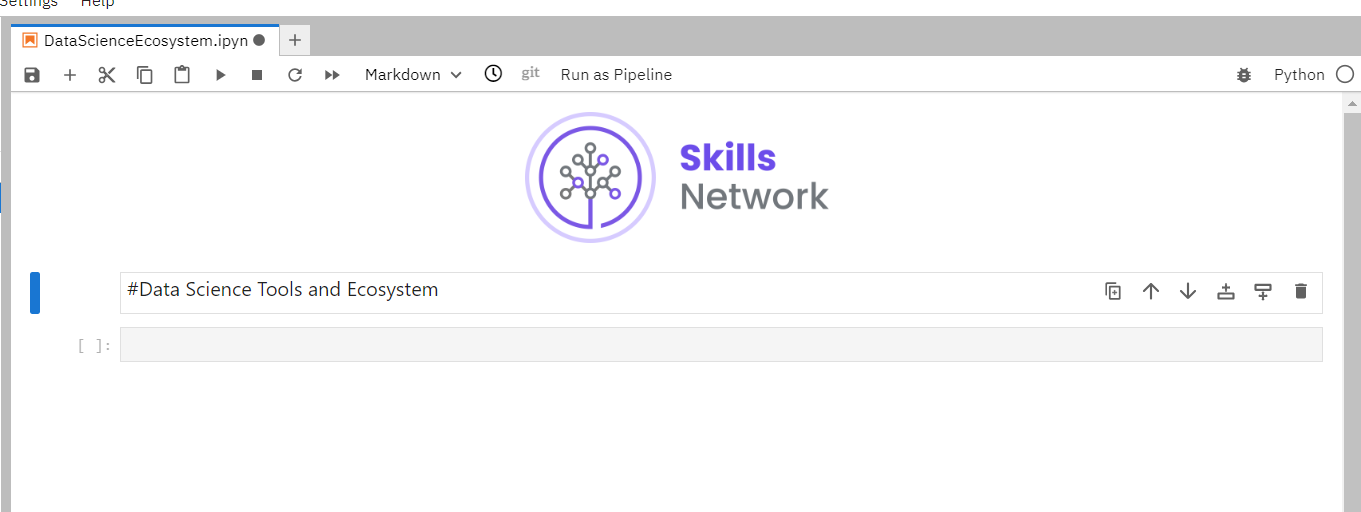 Settings Help
DataScienceEcosystem.ipyn
Markdown git Run as Pipeline Python
Skills
Network
#Data Science Tools and Ecosystem
[ ]: